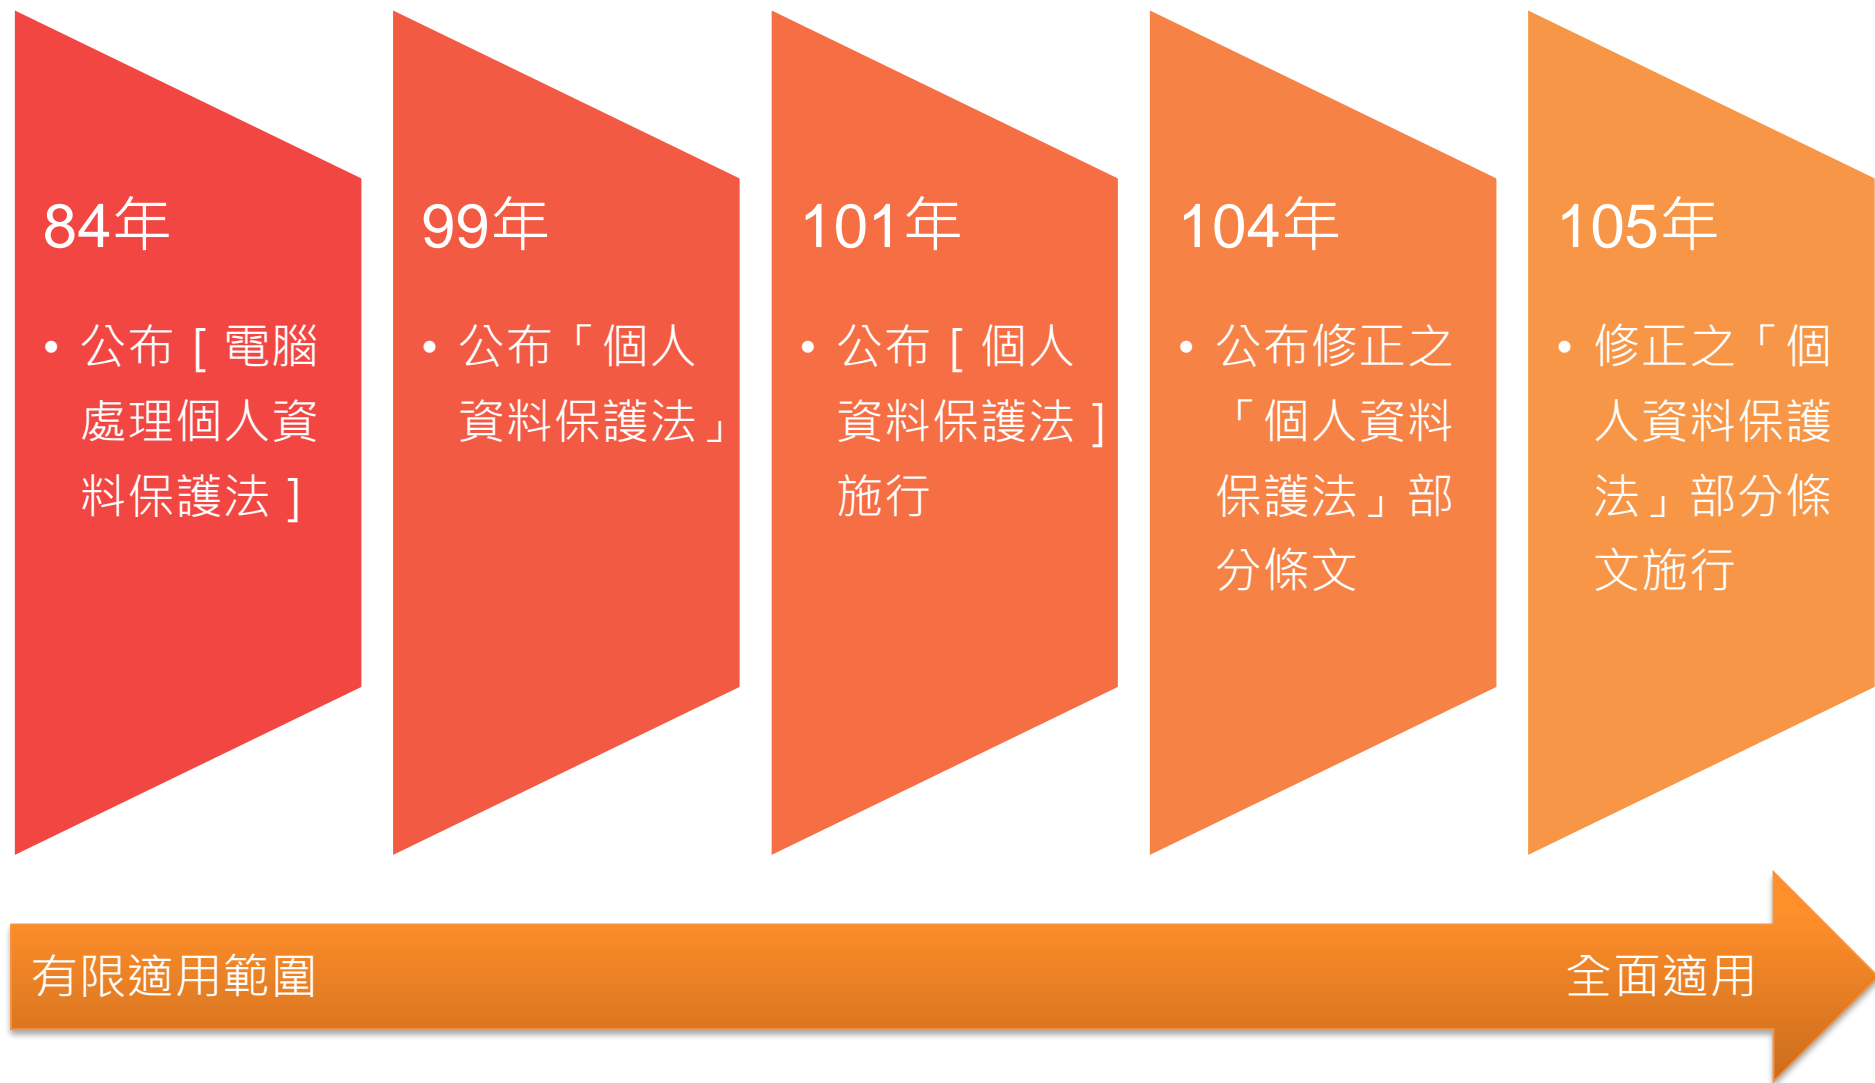 84年
• 公布［電腦
處理個人資
料保護法］
99年
• 公布「個人
資料保護法」
101年
• 公布［個人
資料保護法］
施行
104年
• 公布修正之
「個人資料
保護法」部
分條文
105年
• 修正之「個
人資料保護
法」部分條
文施行
有限適用範圍
全面適用